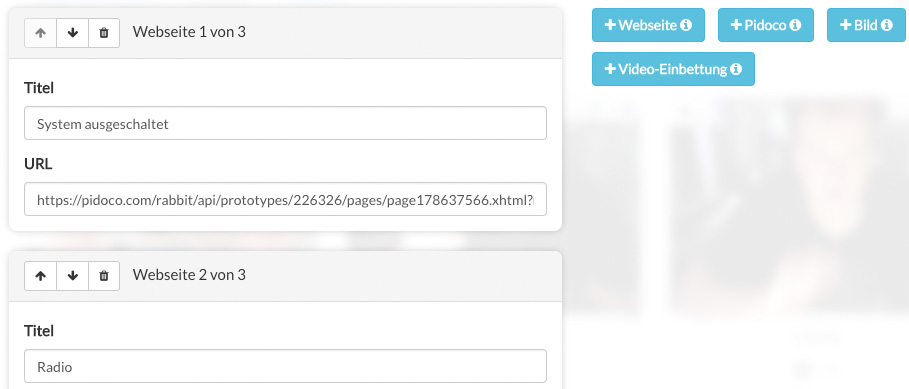 Webseite 1 von 3
Titel
System ausgeschaltet
URL
https://pidoco.com/rabbit/api/prototypes/226326/pages/page178637566.xhtml?
Webseite 2 von 3
Titel
Radio
+ Webseite
+ Pidoco
+ Bild
+ Video-Einbettung